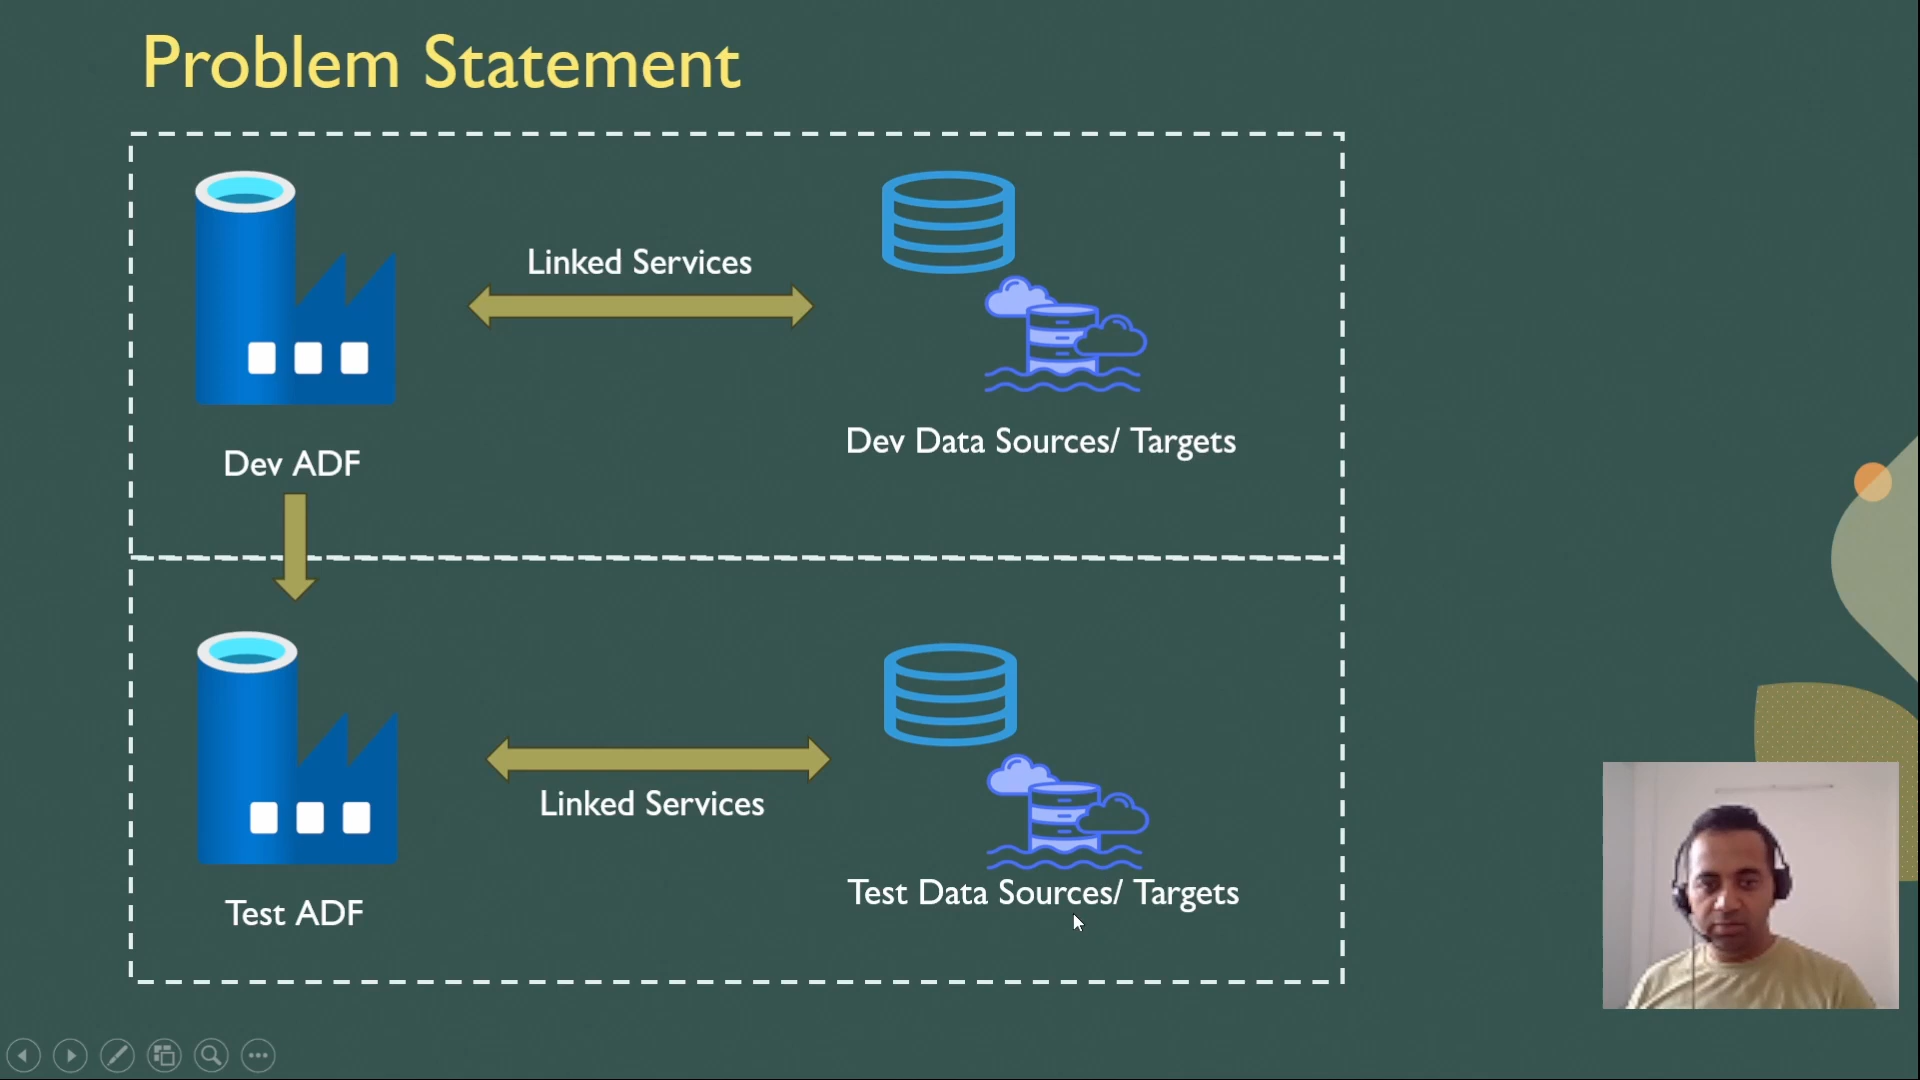 Problem Statement
Linked Services
Dev Data Sources/ Targets
Dev ADF
Linked Services
Test Data Sources/ Targets
Test ADF